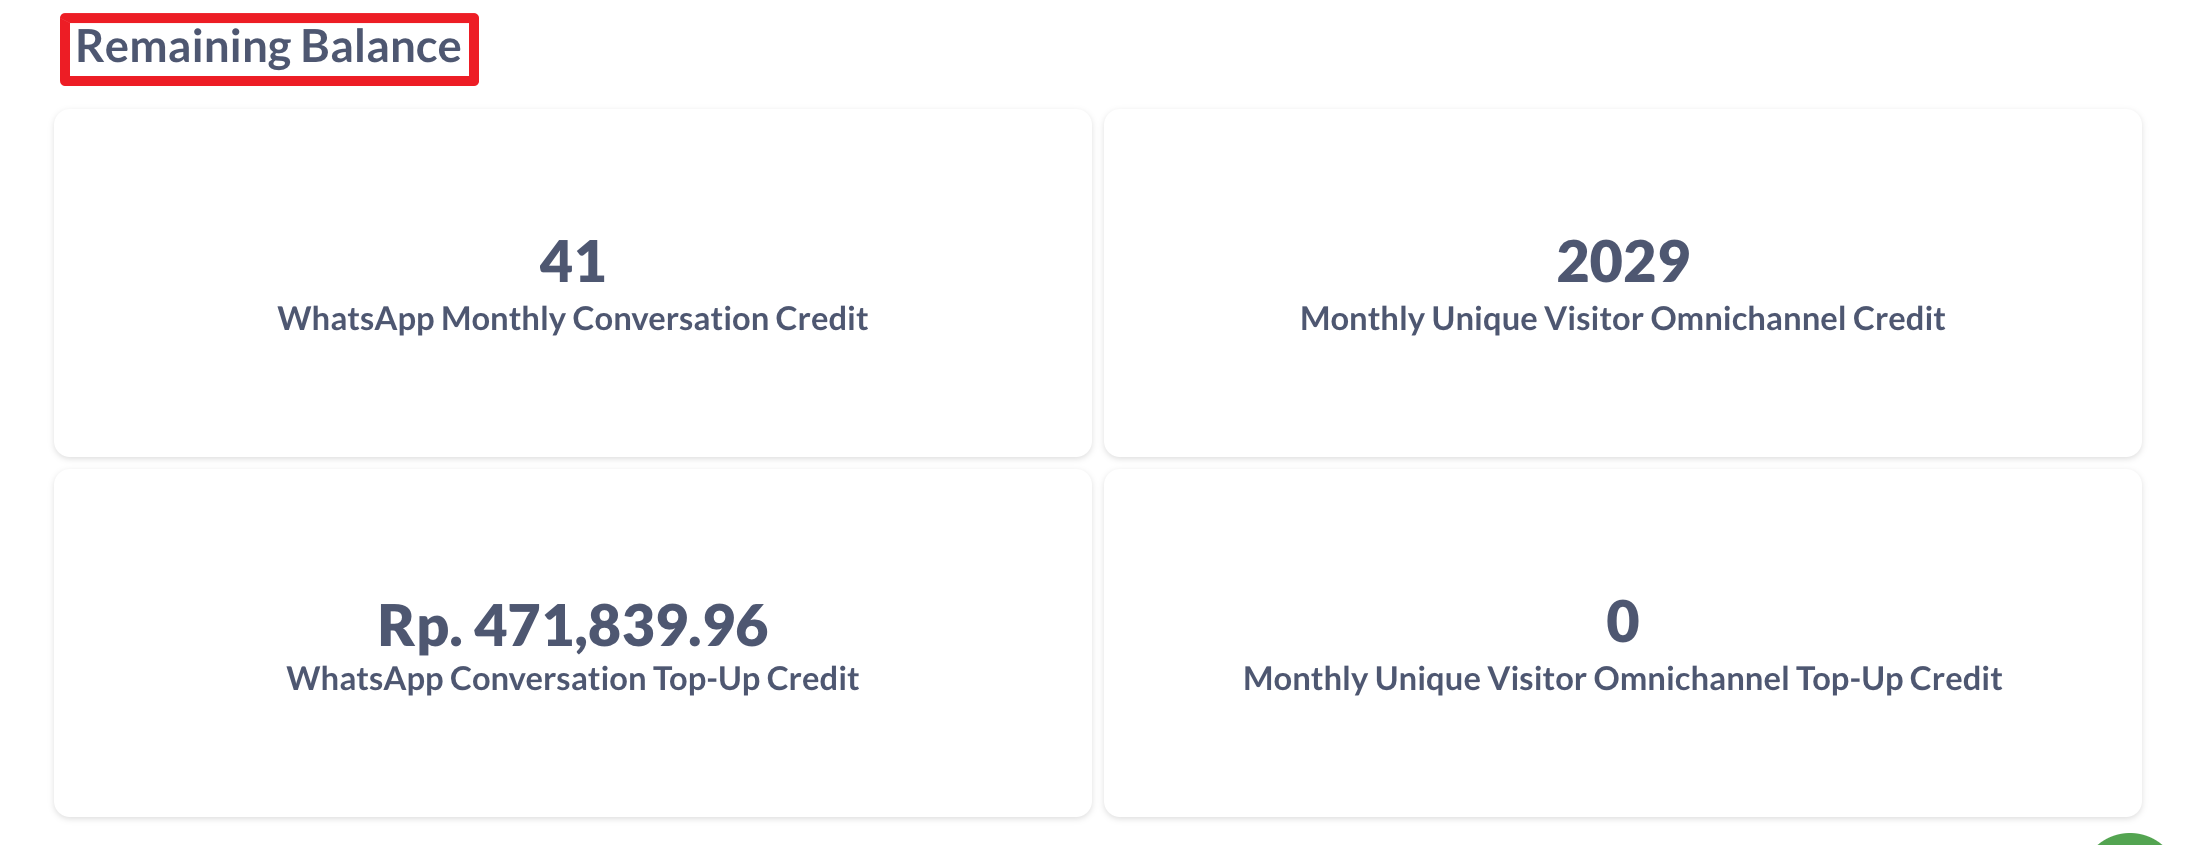 Remaining Balance
41
WhatsApp Monthly Conversation Credit
2029
Monthly Unique Visitor Omnichannel Credit
Rp. 471,839.96
WhatsApp Conversation Top-Up Credit
0
Monthly Unique Visitor Omnichannel Top-Up Credit